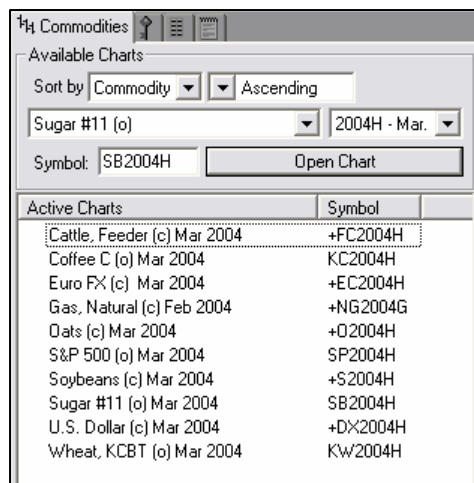 Commodities
Available Charts
Sort by Commodity Ascending
Sugar #11 (o) 2004H - Mar.
Symbol: SB2004H Open Chart
Active Charts Symbol
Cattle, Feeder (c) Mar 2004 +FC2004H
Coffee C (o) Mar 2004 KC2004H
Euro FX (c) Mar 2004 +EC2004H
Gas, Natural (c) Feb 2004 +NG2004G
Oats (c) Mar 2004 +O2004H
S&P 500 (o) Mar 2004 SP2004H
Soybeans (c) Mar 2004 +S2004H
Sugar #11 (o) Mar 2004 SB2004H
U.S. Dollar (c) Mar 2004 +DX2004H
Wheat, KCBT (o) Mar 2004 KW2004H